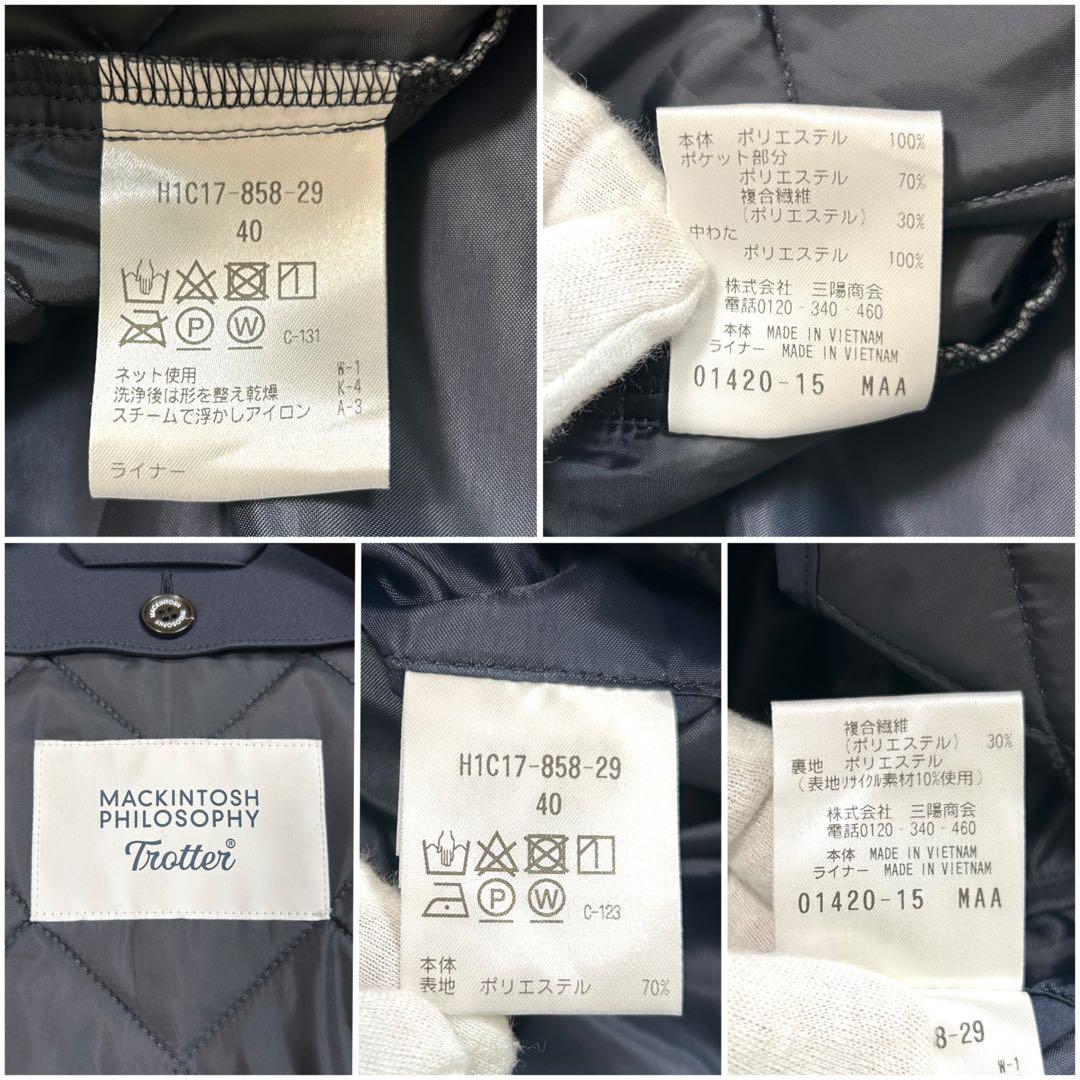 H1C17-858-29
40
C-131
ネット使用 W-1
洗浄後は形を整え乾燥 K-4
スチームで浮かしアイロン A-3
ライナー
本体 ポリエステル 100%
ポケット部分
ポリエステル 70%
複合繊維
(ポリエステル) 30%
中わた
ポリエステル 100%
株式会社 三陽商会
電話0120-340-460
本体 MADE IN VIETNAM
ライナー MADE IN VIETNAM
01420-15 MAA
MACKINTOSH PHILOSOPHY
MACKINTOSH
PHILOSOPHY
Trotter®
H1C17-858-29
40
P W C-123
本体
表地 ポリエステル 70%
複合繊維
(ポリエステル) 30%
裏地 ポリエステル
(表地リサイクル素材10%使用)
株式会社 三陽商会
電話0120-340-460
本体 MADE IN VIETNAM
ライナー MADE IN VIETNAM
01420-15 MAA
8-29
W-1